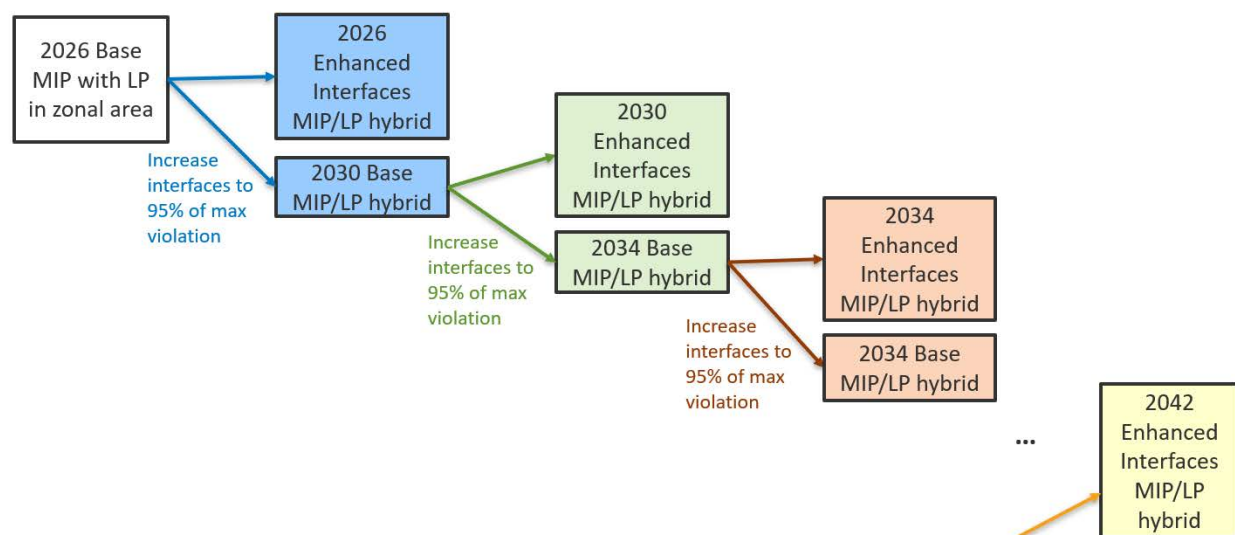 2026 Base
MIP with LP
in zonal area
2026
Enhanced
Interfaces
MIP/LP hybrid
Increase
interfaces to
95% of max
violation
2030 Base
MIP/LP hybrid
2030
Enhanced
Interfaces
MIP/LP hybrid
Increase
interfaces to
95% of max
violation
2034 Base
MIP/LP hybrid
2034
Enhanced
Interfaces
MIP/LP hybrid
Increase
interfaces to
95% of max
violation
2034 Base
MIP/LP hybrid
...
2042
Enhanced
Interfaces
MIP/LP
hybrid